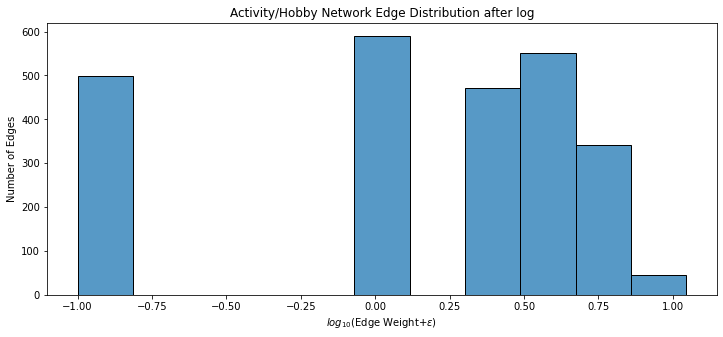 Activity/Hobby Network Edge Distribution after log
600
500
400
300
200
100
0
Number of Edges
−1.00 −0.75 −0.50 −0.25 0.00 0.25 0.50 0.75 1.00
log₁₀(Edge Weight+ε)